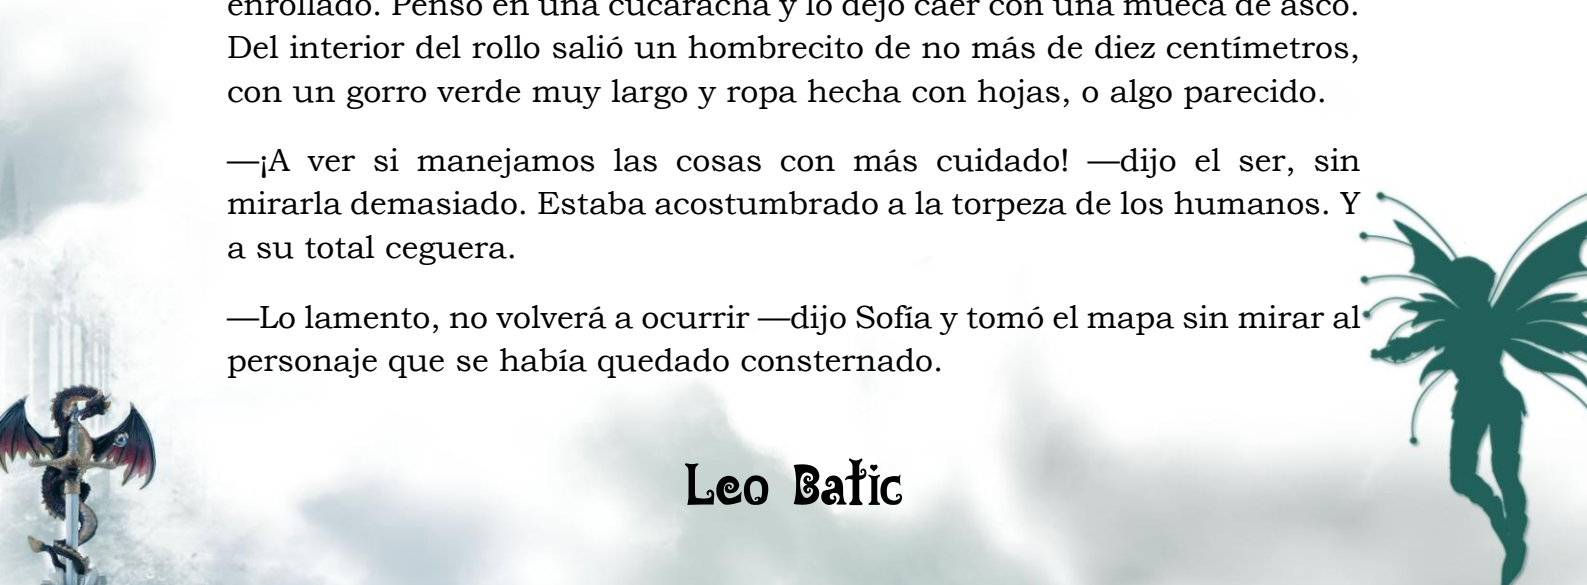 enrollado. Pensó en una cucaracha y lo dejó caer con una mueca de asco.
Del interior del rollo salió un hombrecito de no más de diez centímetros,
con un gorro verde muy largo y ropa hecha con hojas, o algo parecido.
—¡A ver si manejamos las cosas con más cuidado! —dijo el ser, sin
mirarla demasiado. Estaba acostumbrado a la torpeza de los humanos. Y
a su total ceguera.
—Lo lamento, no volverá a ocurrir —dijo Sofía y tomó el mapa sin mirar al
personaje que se había quedado consternado.
Leo Batic